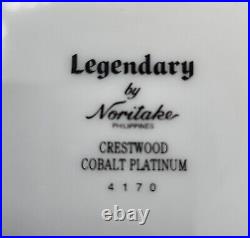 Legendary
by
Noritake
PHILIPPINES
CRESTWOOD
COBALT PLATINUM
4170